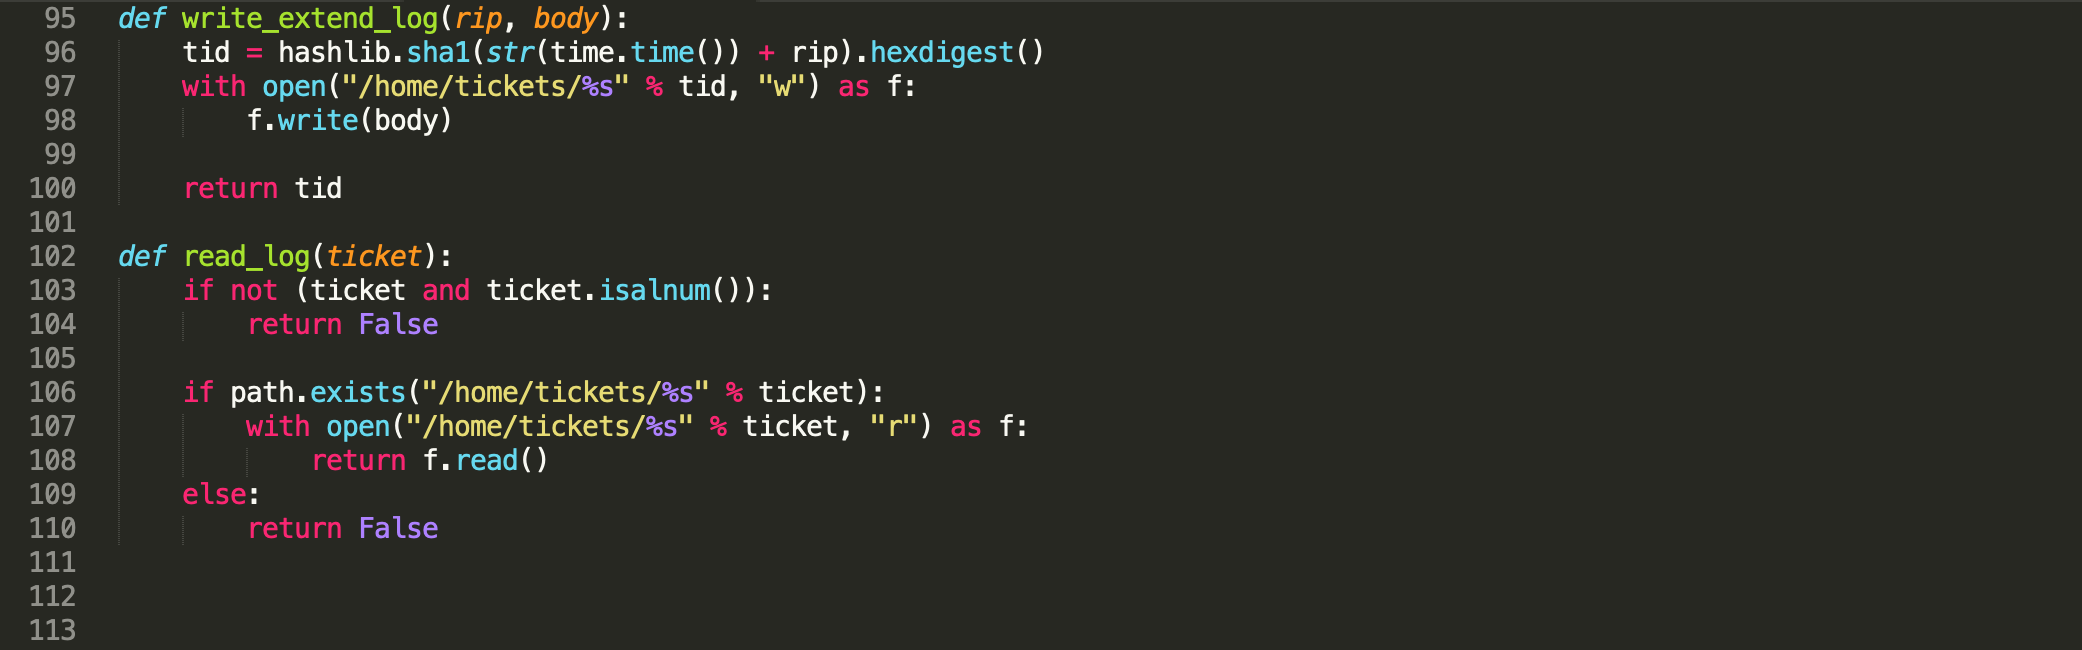 95 def write_extend_log(rip, body):
96     tid = hashlib.sha1(str(time.time()) + rip).hexdigest()
97     with open("/home/tickets/%s" % tid, "w") as f:
98         f.write(body)
99
100     return tid
101
102 def read_log(ticket):
103     if not (ticket and ticket.isalnum()):
104         return False
105
106     if path.exists("/home/tickets/%s" % ticket):
107         with open("/home/tickets/%s" % ticket, "r") as f:
108             return f.read()
109     else:
110         return False
111
112
113